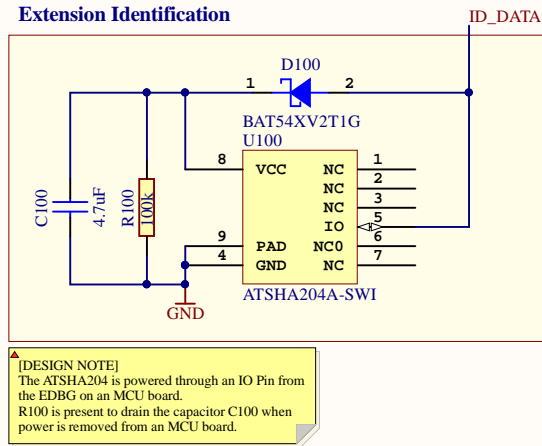 Extension Identification
ID_DATA
D100
1
2
BAT54XV2T1G
U100
8
VCC
NC
1
NC
2
NC
3
IO
5
9
PAD
NC0
6
4
GND
NC
7
C100
4.7uF
R100
100k
ATSHA204A-SWI
GND
[DESIGN NOTE]
The ATSHA204 is powered through an IO Pin from
the EDBG on an MCU board.
R100 is present to drain the capacitor C100 when
power is removed from an MCU board.